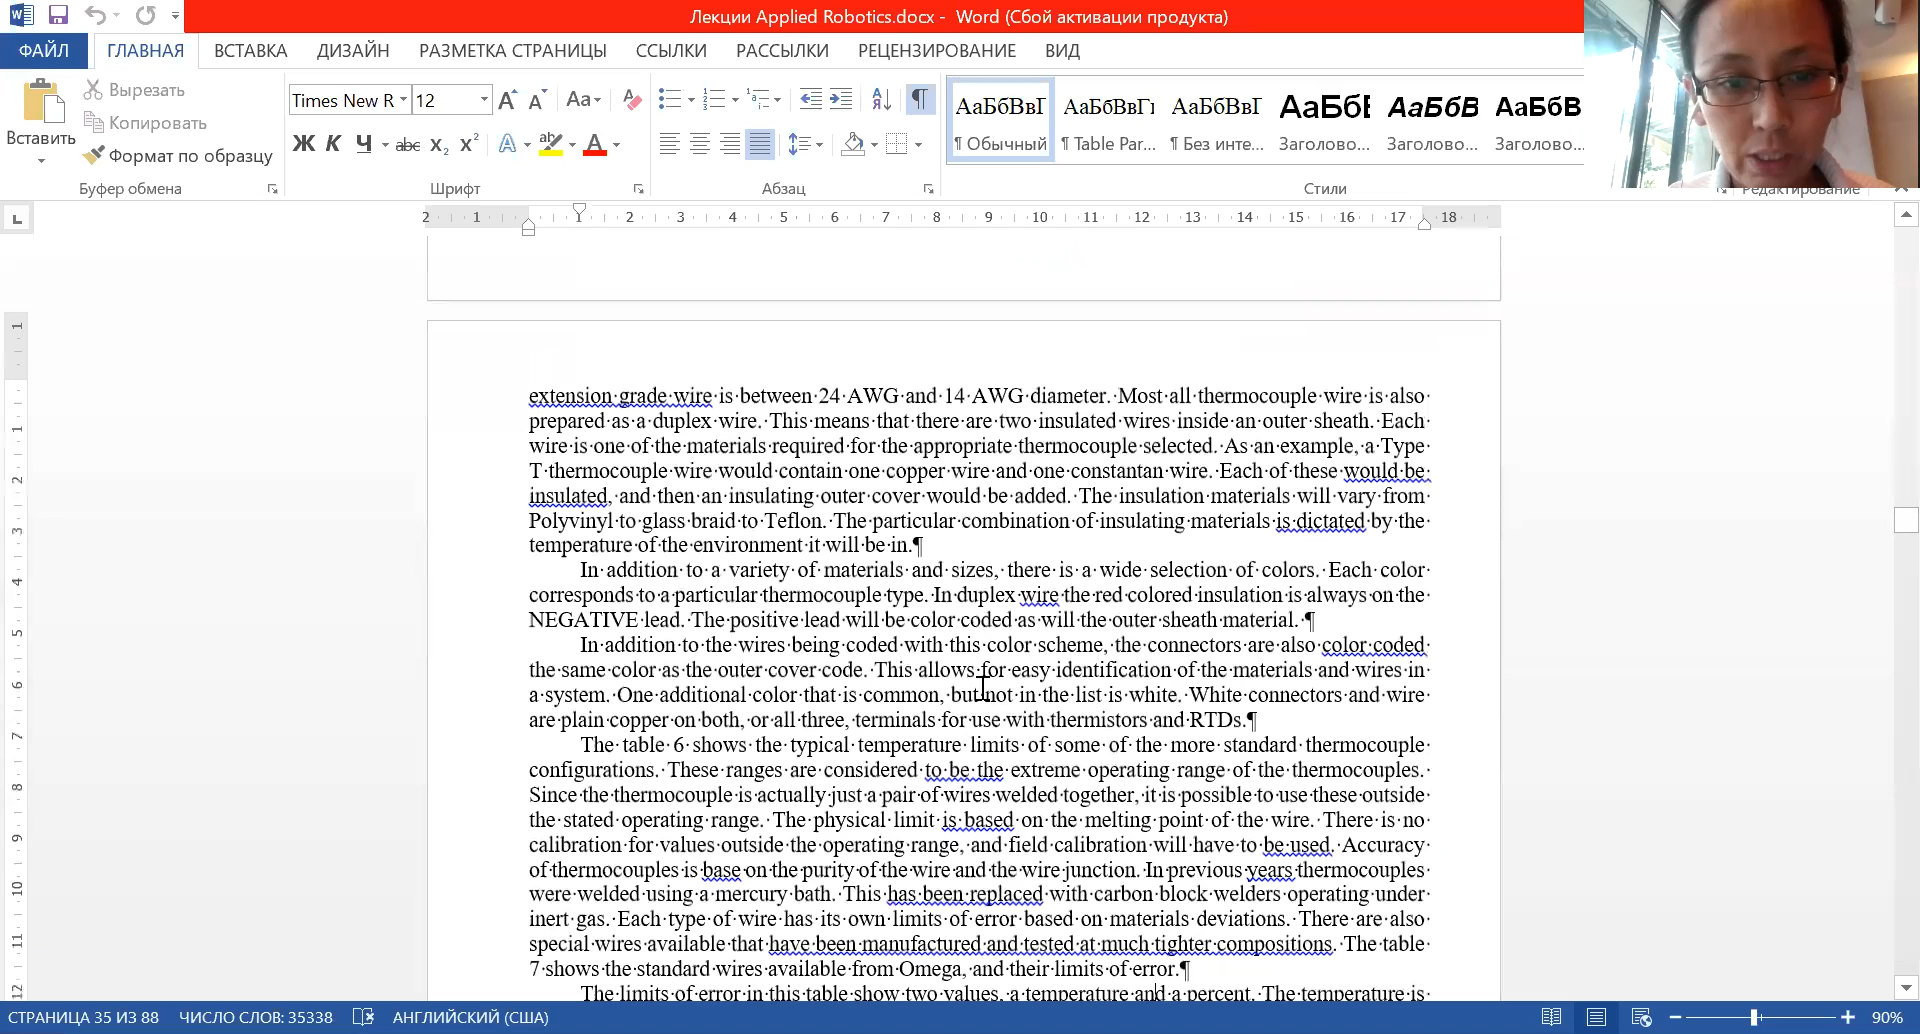 Лекции Applied Robotics.docx - Word (Сбой активации продукта)
ФАЙЛ ГЛАВНАЯ ВСТАВКА ДИЗАЙН РАЗМЕТКА СТРАНИЦЫ ССЫЛКИ РАССЫЛКИ РЕЦЕНЗИРОВАНИЕ ВИД
Вставить
Вырезать
Копировать
Формат по образцу
Буфер обмена
Times New R 12
Шрифт
Абзац
АаБбВвГ АаБбВвГг АаБбВвГ АаБбІ АаБбВ АаБбВ
¶ Обычный ¶ Table Par... ¶ Без инте... Заголово... Заголово... Заголово...
Стили
Редактирование
2 1 1 2 3 4 5 6 7 8 9 10 11 12 13 14 15 16 17 18
extension grade wire is between 24 AWG and 14 AWG diameter. Most all thermocouple wire is also
prepared as a duplex wire. This means that there are two insulated wires inside an outer sheath. Each
wire is one of the materials required for the appropriate thermocouple selected. As an example, a Type
T thermocouple wire would contain one copper wire and one constantan wire. Each of these would be
insulated, and then an insulating outer cover would be added. The insulation materials will vary from
Polyvinyl to glass braid to Teflon. The particular combination of insulating materials is dictated by the
temperature of the environment it will be in.¶
In addition to a variety of materials and sizes, there is a wide selection of colors. Each color
corresponds to a particular thermocouple type. In duplex wire the red colored insulation is always on the
NEGATIVE lead. The positive lead will be color coded as will the outer sheath material. ¶
In addition to the wires being coded with this color scheme, the connectors are also color coded
the same color as the outer cover code. This allows for easy identification of the materials and wires in
a system. One additional color that is common, but not in the list is white. White connectors and wire
are plain copper on both, or all three, terminals for use with thermistors and RTDs.¶
The table 6 shows the typical temperature limits of some of the more standard thermocouple
configurations. These ranges are considered to be the extreme operating range of the thermocouples.
Since the thermocouple is actually just a pair of wires welded together, it is possible to use these outside
the stated operating range. The physical limit is based on the melting point of the wire. There is no
calibration for values outside the operating range, and field calibration will have to be used. Accuracy
of thermocouples is base on the purity of the wire and the wire junction. In previous years thermocouples
were welded using a mercury bath. This has been replaced with carbon block welders operating under
inert gas. Each type of wire has its own limits of error based on materials deviations. There are also
special wires available that have been manufactured and tested at much tighter compositions. The table
7 shows the standard wires available from Omega, and their limits of error.¶
The limits of error in this table show two values, a temperature and a percent. The temperature is
СТРАНИЦА 35 ИЗ 88 ЧИСЛО СЛОВ: 35338 АНГЛИЙСКИЙ (США) 90%